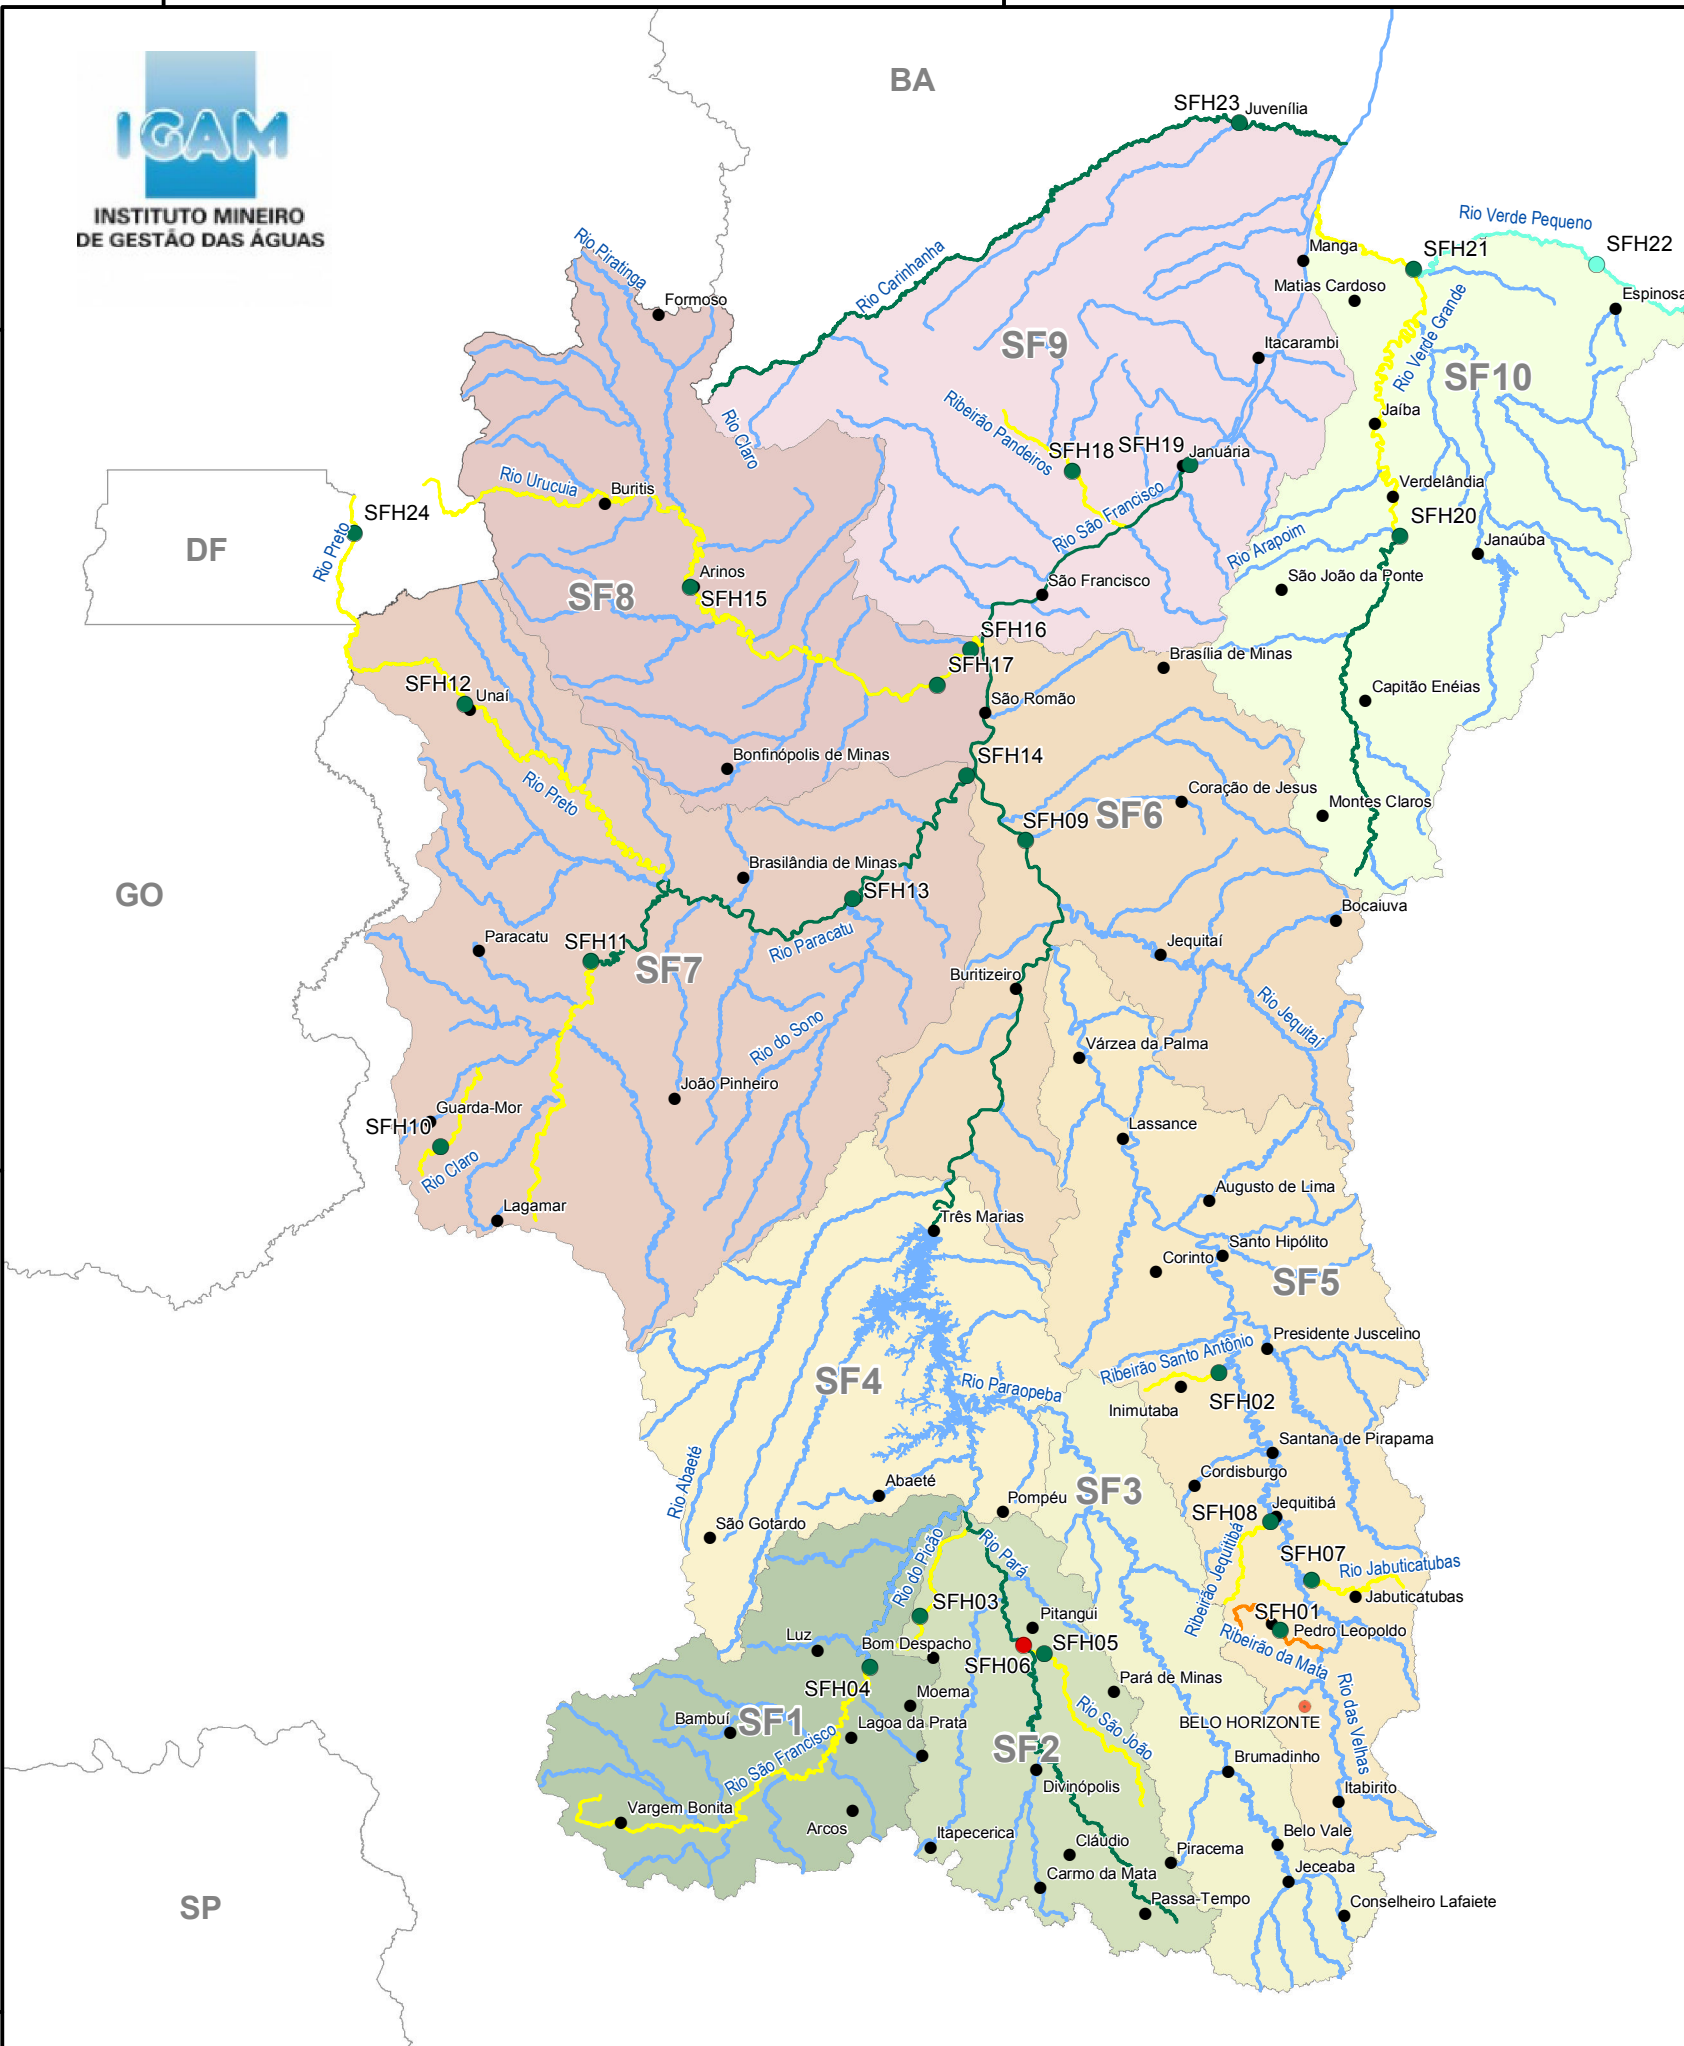 IGAM
INSTITUTO MINEIRO
DE GESTÃO DAS ÁGUAS
BA
SFH23
Juvenília
Rio Verde Pequeno
SFH22
SFH21
Manga
Rio Piratinga
Formoso
Rio Carinhanha
Matias Cardoso
Espinosa
SF9
Itacarambi
Rio Verde Grande
SF10
Jaíba
Rio Claro
Ribeirão Pandeiros
SFH18
SFH19
Januária
Rio Urucuia
Buritis
Verdelândia
SFH24
Rio Preto
DF
Rio São Francisco
SFH20
Rio Arapoim
Janaúba
Arinos
SFH15
SF8
São Francisco
São João da Ponte
SFH16
SFH17
Brasília de Minas
SFH12
Unaí
São Romão
Capitão Enéias
Bonfinópolis de Minas
SFH14
Rio Preto
Coração de Jesus
SFH09
SF6
Montes Claros
Brasilândia de Minas
SFH13
GO
Bocaiuva
Paracatu
SFH11
SF7
Rio Paracatu
Jequitaí
Buritizeiro
Rio Jequitaí
Rio do Sono
Várzea da Palma
João Pinheiro
Guarda-Mor
SFH10
Rio Claro
Lassance
Lagamar
Augusto de Lima
Três Marias
Santo Hipólito
Corinto
SF5
Presidente Juscelino
Ribeirão Santo Antônio
SF4
Rio Paraopeba
Inimutaba
SFH02
Santana de Pirapama
Rio Abaeté
Cordisburgo
Abaeté
SF3
Pompéu
Jequitibá
SFH08
São Gotardo
Rio do Picão
Rio Pará
Ribeirão Jequitibá
SFH07
Rio Jabuticatubas
Jabuticatubas
SFH03
Pitangui
SFH01
Pedro Leopoldo
Luz
Bom Despacho
SFH05
SFH06
Ribeirão da Mata
SFH04
Moema
Pará de Minas
Rio das Velhas
Bambuí
SF1
Lagoa da Prata
Rio São João
BELO HORIZONTE
SF2
Rio São Francisco
Brumadinho
Divinópolis
Itabirito
Vargem Bonita
Arcos
Itapecerica
Cláudio
Belo Vale
Piracema
Carmo da Mata
Jeceaba
Passa-Tempo
Conselheiro Lafaiete
SP